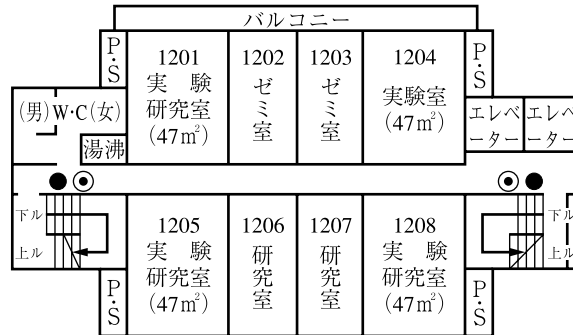 バルコニー
P・S
1201
実験
研究室
(47㎡)
1202
ゼミ室
1203
ゼミ室
1204
実験室
(47㎡)
P・S
(男)W・C(女)
湯沸
エレベーター
エレベーター
下ル
上ル
1205
実験
研究室
(47㎡)
1206
研究室
1207
研究室
1208
実験
研究室
(47㎡)
下ル
上ル
P・S
P・S